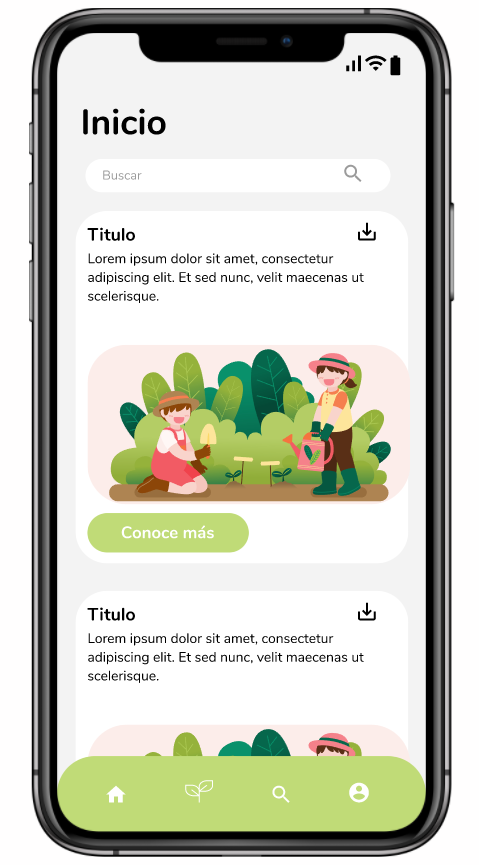 Inicio
Buscar
Titulo
Lorem ipsum dolor sit amet, consectetur
adipiscing elit. Et sed nunc, velit maecenas ut
scelerisque.
Conoce más
Titulo
Lorem ipsum dolor sit amet, consectetur
adipiscing elit. Et sed nunc, velit maecenas ut
scelerisque.